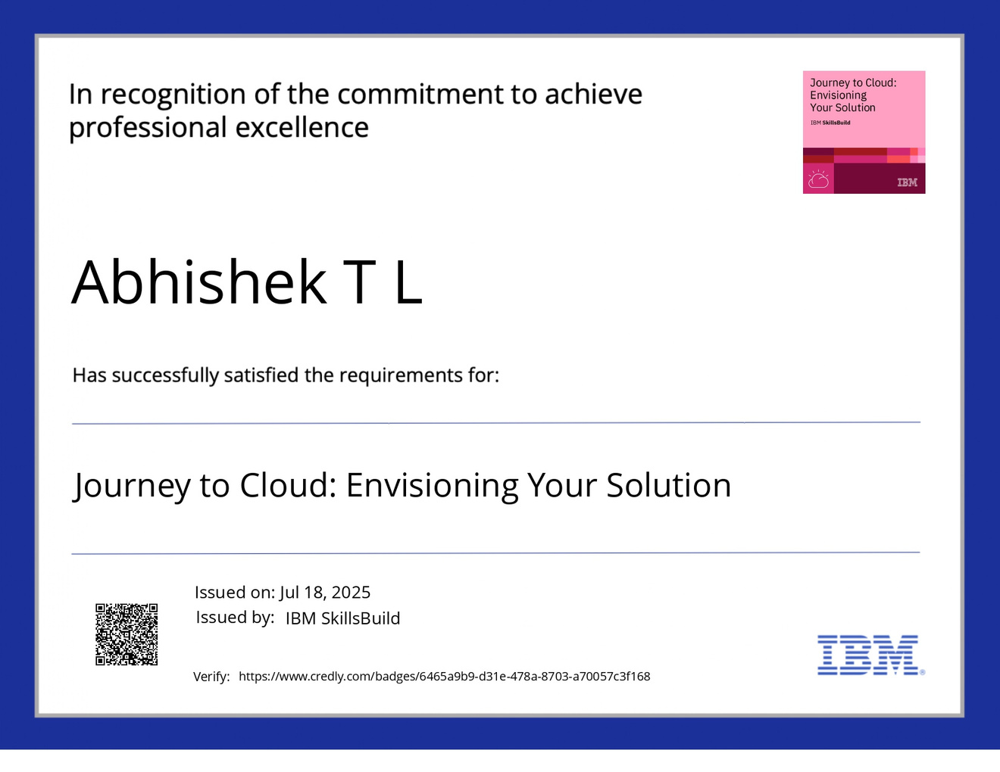 In recognition of the commitment to achieve
professional excellence
Journey to Cloud:
Envisioning
Your Solution
IBM SkillsBuild
IBM
Abhishek T L
Has successfully satisfied the requirements for:
Journey to Cloud: Envisioning Your Solution
Issued on: Jul 18, 2025
Issued by: IBM SkillsBuild
Verify: https://www.credly.com/badges/6465a9b9-d31e-478a-8703-a70057c3f168
IBM®